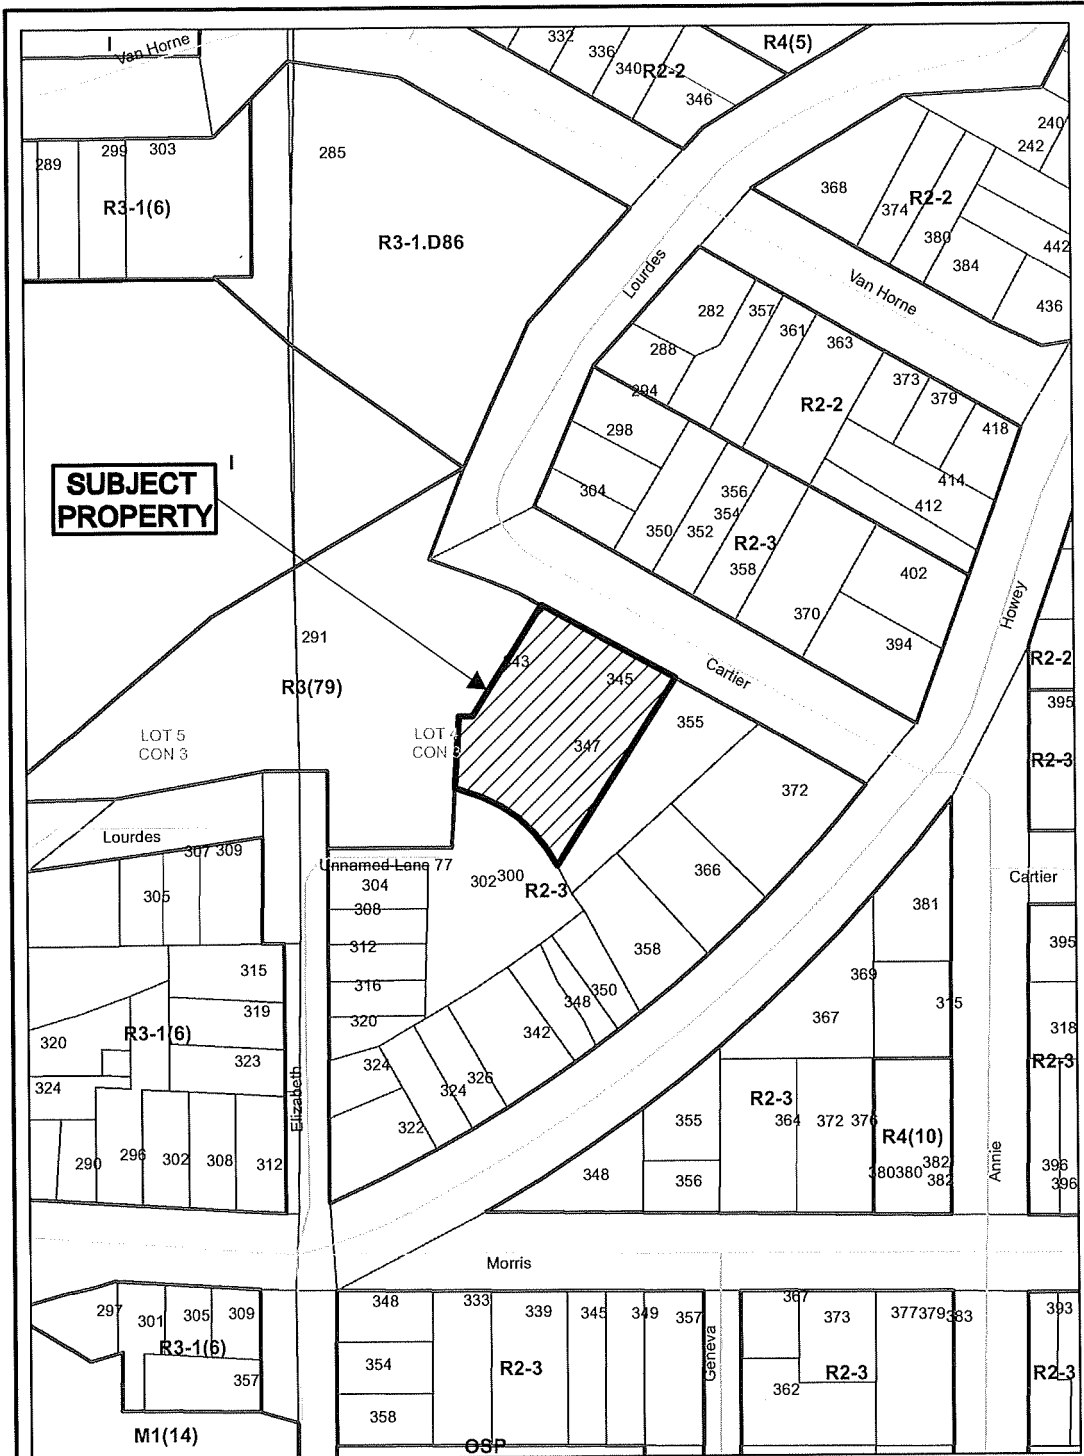 I
Van Horne
332
336
340
R2-2
346
R4(5)
240
242
289
299
303
285
R3-1(6)
R3-1.D86
368
374
R2-2
380
384
442
436
Lourdes
Van Horne
282
357
361
363
288
294
373
379
R2-2
418
298
414
412
304
356
354
350
352
R2-3
358
402
370
394
Howey
SUBJECT
PROPERTY
I
291
R3(79)
343
345
Cartier
347
355
R2-2
395
R2-3
LOT 5
CON 3
LOT 4
CON 3
372
Lourdes
307
309
305
Unnamed Lane 77
304
308
302
300
R2-3
366
Cartier
381
395
312
316
320
358
350
348
342
369
367
315
318
R2-3
315
319
R3-1(6)
320
323
324
324
326
324
322
Elizabeth
355
R2-3
364
372
376
R4(10)
290
296
302
308
312
348
356
380
380
382
382
Annie
396
396
Morris
297
301
305
309
R3-1(6)
357
M1(14)
348
333
339
345
349
357
354
R2-3
358
OSP
Geneva
367
373
377
379
383
393
362
R2-3
R2-3